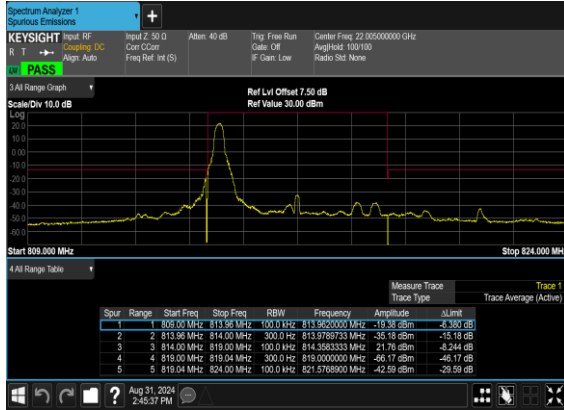 Spectrum Analyzer 1
Spurious Emissions
KEYSIGHT
R T
LXI PASS
Input: RF
Coupling: DC
Align: Auto
Input Z: 50 Ω
Corr CCorr
Freq Ref: Int (S)
Atten: 40 dB
Trig: Free Run
Gate: Off
IF Gain: Low
Center Freq: 22.005000000 GHz
Avg|Hold: 100/100
Radio Std: None
3 All Range Graph
Scale/Div 10.0 dB
Ref Lvl Offset 7.50 dB
Ref Value 30.00 dBm
Log
20.0
10.0
0.00
-10.0
-20.0
-30.0
-40.0
-50.0
-60.0
Start 809.000 MHz
Stop 824.000 MH
4 All Range Table
Measure Trace Trace 1
Trace Type Trace Average (Active)
Spur Range Start Freq Stop Freq RBW Frequency Amplitude ΔLimit
1 1 809.00 MHz 813.96 MHz 100.0 kHz 813.9620000 MHz -19.38 dBm -6.380 dB
2 2 813.96 MHz 814.00 MHz 300.0 Hz 813.9789733 MHz -35.18 dBm -15.18 dB
3 3 814.00 MHz 819.00 MHz 100.0 kHz 814.3583333 MHz 21.76 dBm -8.244 dB
4 4 819.00 MHz 819.04 MHz 300.0 Hz 819.0000000 MHz -66.17 dBm -46.17 dB
5 5 819.04 MHz 824.00 MHz 100.0 kHz 821.5768900 MHz -42.59 dBm -29.59 dB
Aug 31, 2024
2:45:37 PM